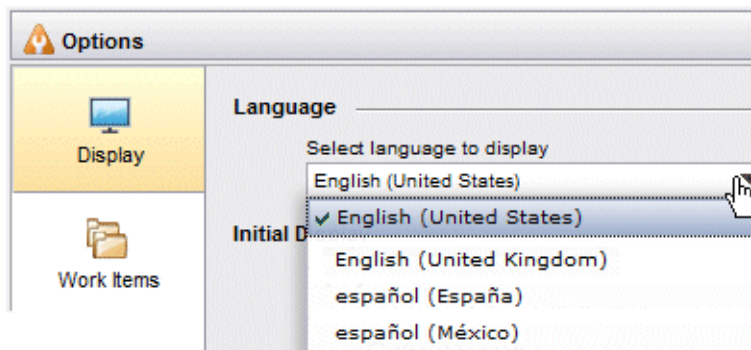 Options
Display
Work Items
Language
Select language to display
English (United States)
✓ English (United States)
English (United Kingdom)
español (España)
español (México)
Initial D